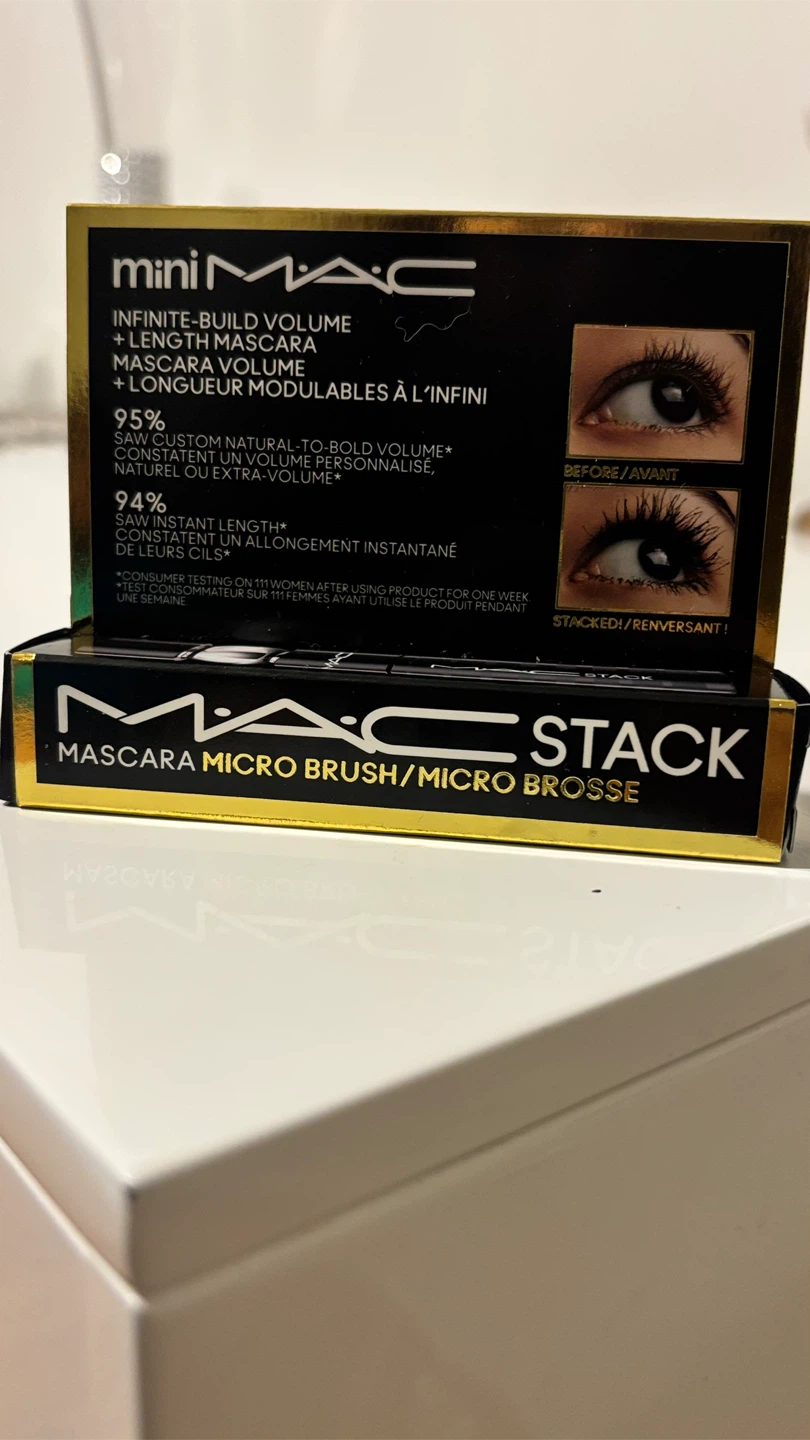 mini M·A·C
INFINITE-BUILD VOLUME
+ LENGTH MASCARA
MASCARA VOLUME
+ LONGUEUR MODULABLES À L'INFINI
95%
SAW CUSTOM NATURAL-TO-BOLD VOLUME*
CONSTATENT UN VOLUME PERSONNALISÉ,
NATUREL OU EXTRA-VOLUME*
94%
SAW INSTANT LENGTH*
CONSTATENT UN ALLONGEMENT INSTANTANÉ
DE LEURS CILS*
*CONSUMER TESTING ON 111 WOMEN AFTER USING PRODUCT FOR ONE WEEK
*TEST CONSOMMATEUR SUR 111 FEMMES AYANT UTILISE LE PRODUIT PENDANT
UNE SEMAINE
BEFORE/AVANT
STACKED!/RENVERSANT!
MAC
M·A·C STACK
M·A·C STACK
MASCARA MICRO BRUSH/MICRO BROSSE